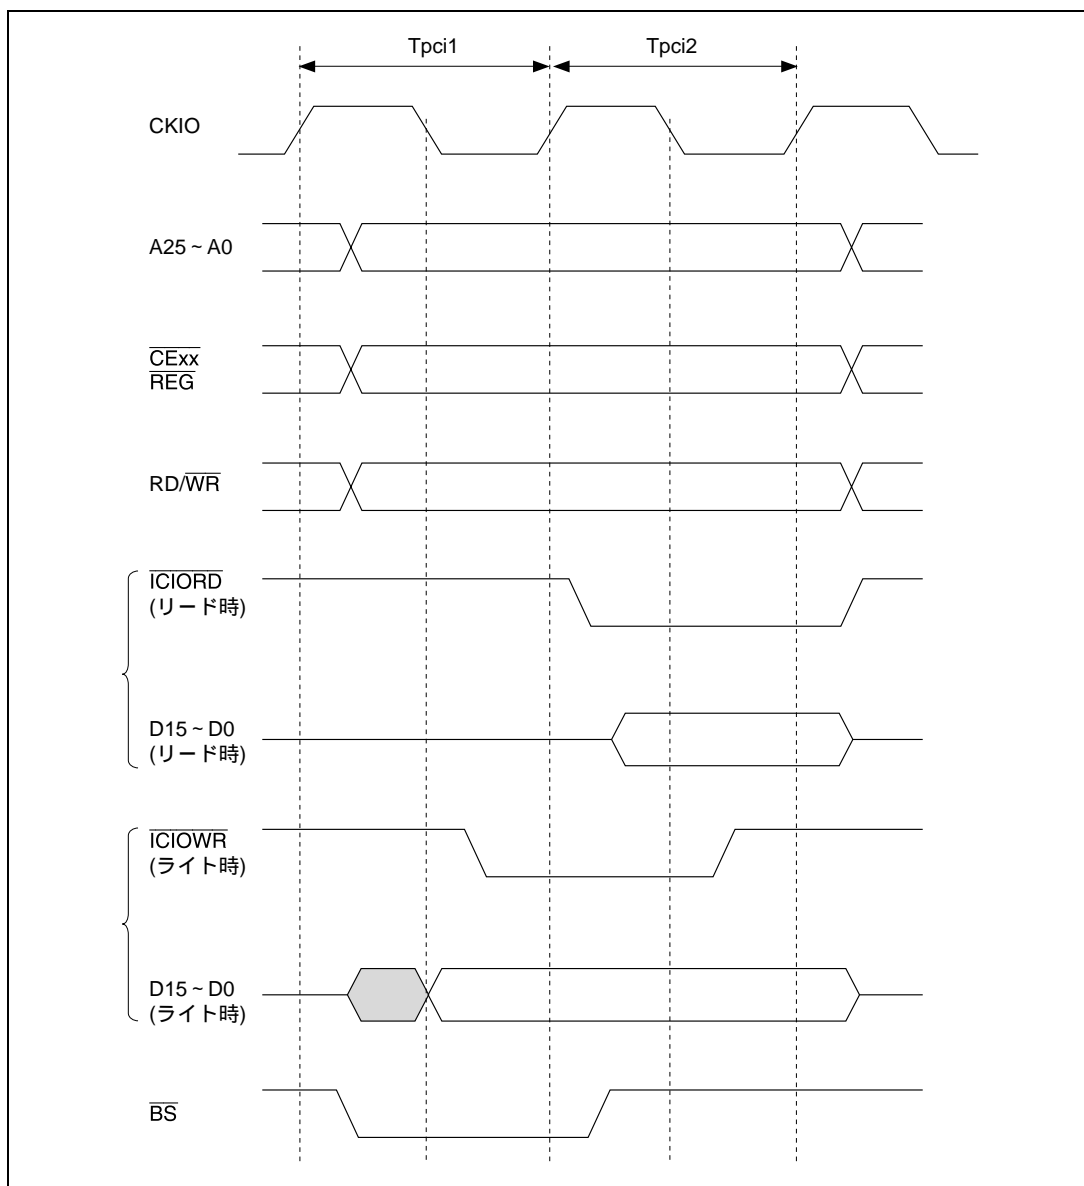 Tpci1
Tpci2
CKIO
A25 ~ A0
CExx
REG
RD/WR
ICIORD
(リード時)
D15 ~ D0
(リード時)
ICIOWR
(ライト時)
D15 ~ D0
(ライト時)
BS